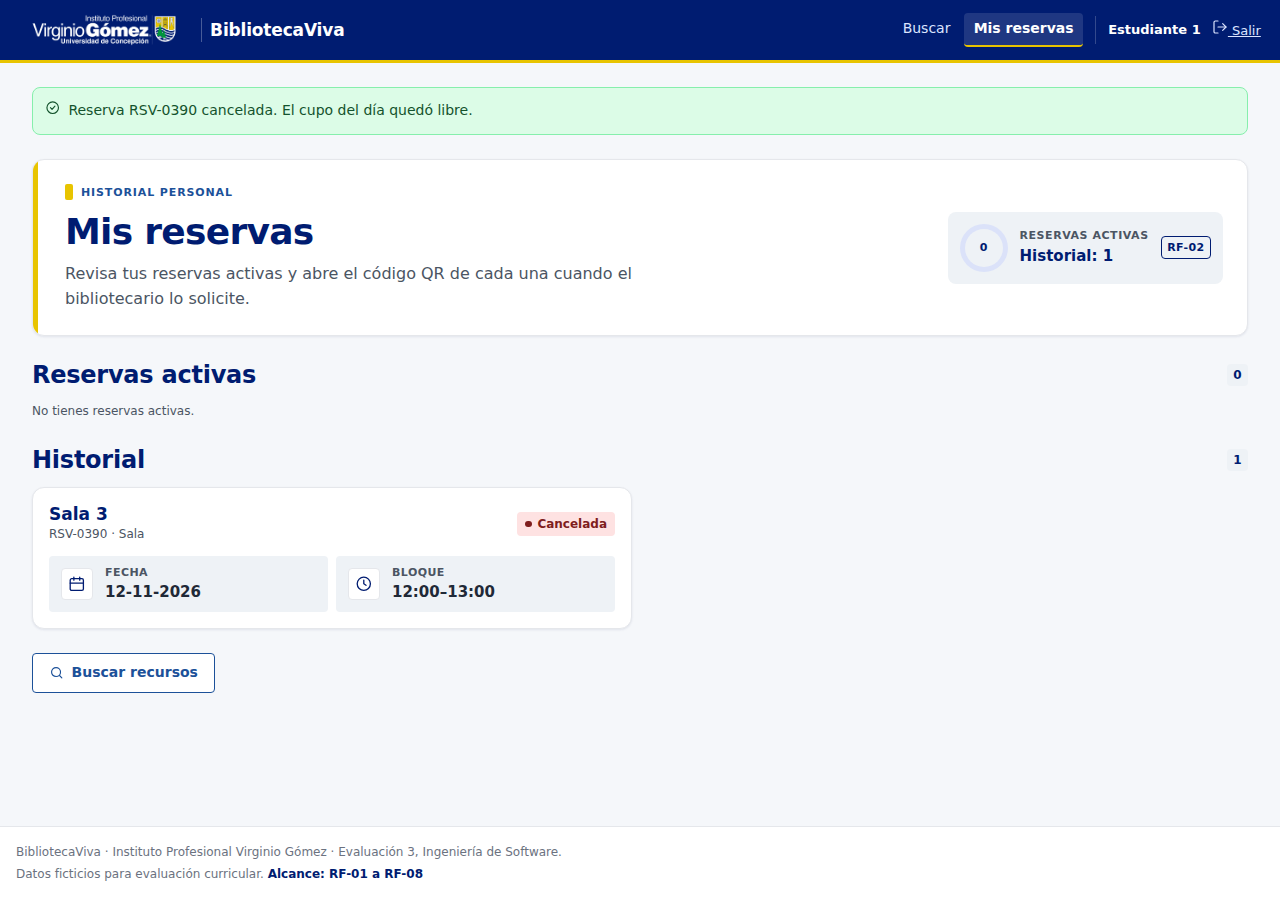 Instituto Profesional
VirginioGómez
Universidad de Concepción
BibliotecaViva
Buscar
Mis reservas
Estudiante 1
Salir
Reserva RSV-0390 cancelada. El cupo del día quedó libre.
HISTORIAL PERSONAL
Mis reservas
Revisa tus reservas activas y abre el código QR de cada una cuando el
bibliotecario lo solicite.
0
RESERVAS ACTIVAS
Historial: 1
RF-02
Reservas activas
0
No tienes reservas activas.
Historial
1
Sala 3
RSV-0390 · Sala
Cancelada
FECHA
12-11-2026
BLOQUE
12:00–13:00
Buscar recursos
BibliotecaViva · Instituto Profesional Virginio Gómez · Evaluación 3, Ingeniería de Software.
Datos ficticios para evaluación curricular. Alcance: RF-01 a RF-08